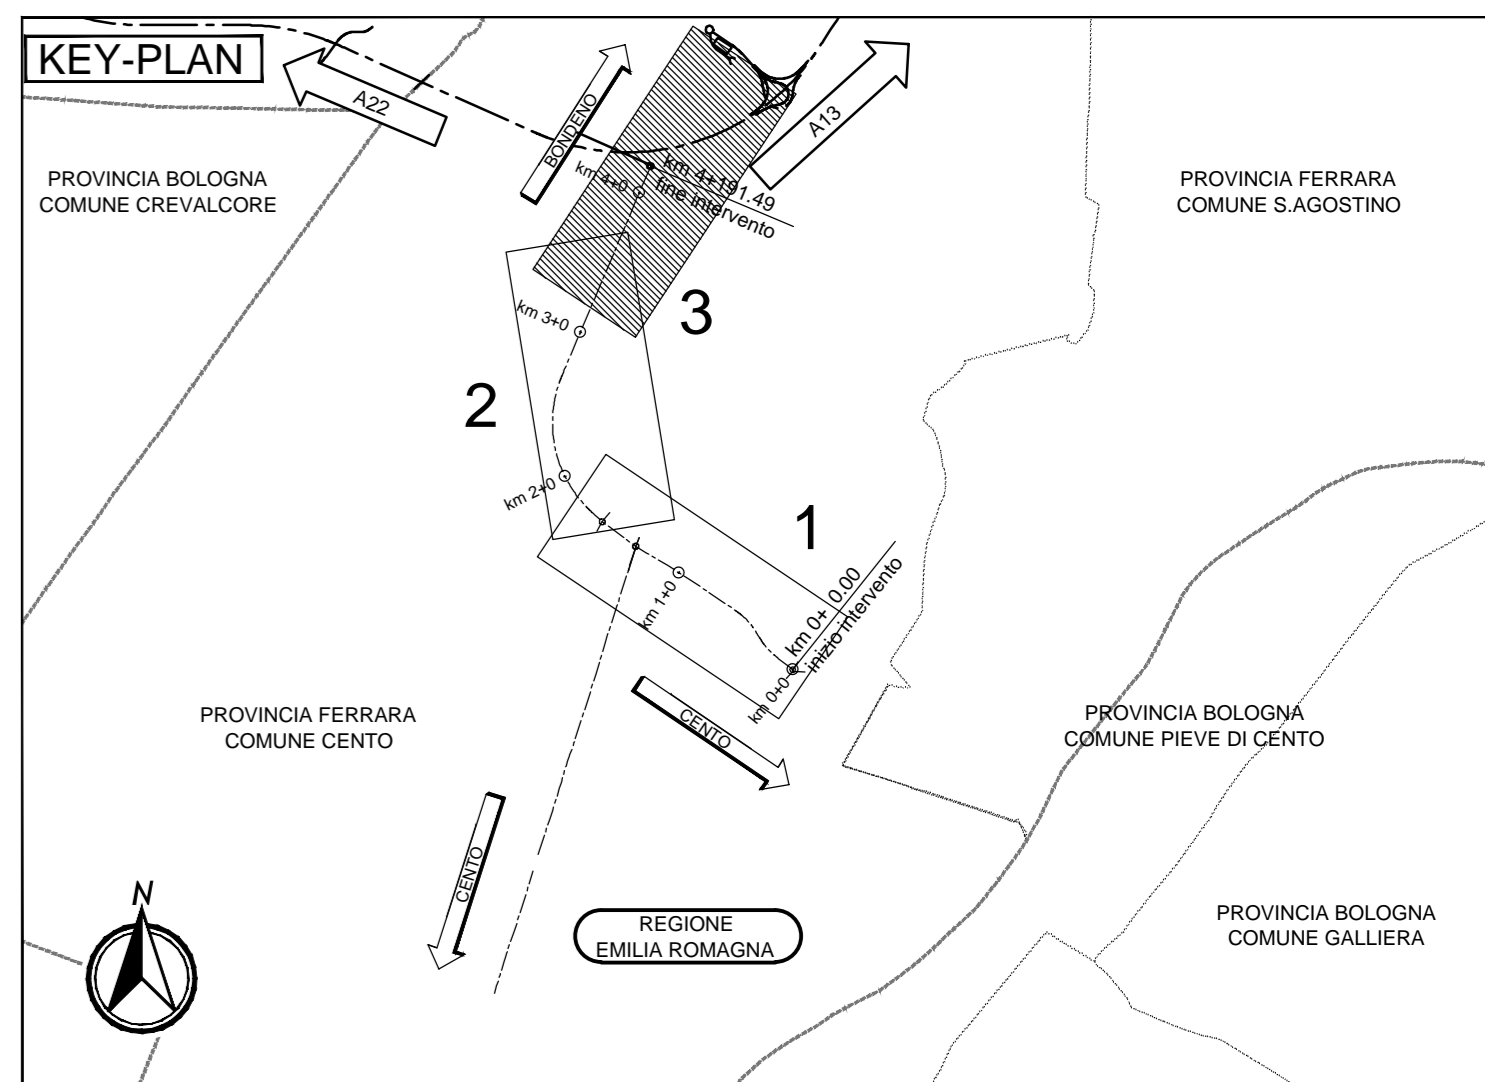 KEY-PLAN
A22
BONDENO
A13
PROVINCIA BOLOGNA
COMUNE CREVALCORE
PROVINCIA FERRARA
COMUNE S.AGOSTINO
km 4+0
km 4+191.49
fine intervento
3
km 3+0
2
km 2+0
1
km 1+0
km 0+ 0.00
inizio intervento
km 0+0
CENTO
PROVINCIA FERRARA
COMUNE CENTO
PROVINCIA BOLOGNA
COMUNE PIEVE DI CENTO
CENTO
N
REGIONE
EMILIA ROMAGNA
PROVINCIA BOLOGNA
COMUNE GALLIERA